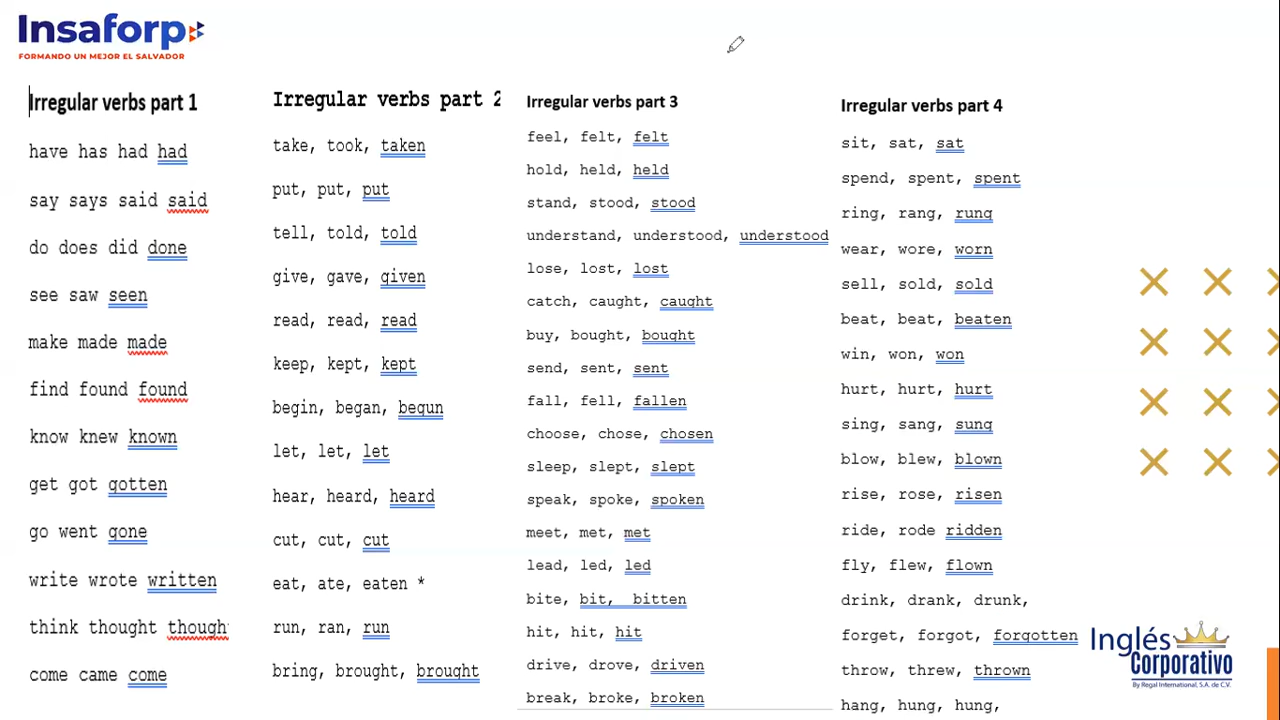 Insaforp
FORMANDO UN MEJOR EL SALVADOR
Irregular verbs part 1
have has had had
say says said said
do does did done
see saw seen
make made made
find found found
know knew known
get got gotten
go went gone
write wrote written
think thought though
come came come
Irregular verbs part 2
take, took, taken
put, put, put
tell, told, told
give, gave, given
read, read, read
keep, kept, kept
begin, began, begun
let, let, let
hear, heard, heard
cut, cut, cut
eat, ate, eaten *
run, ran, run
bring, brought, brought
Irregular verbs part 3
feel, felt, felt
hold, held, held
stand, stood, stood
understand, understood, understood
lose, lost, lost
catch, caught, caught
buy, bought, bought
send, sent, sent
fall, fell, fallen
choose, chose, chosen
sleep, slept, slept
speak, spoke, spoken
meet, met, met
lead, led, led
bite, bit, bitten
hit, hit, hit
drive, drove, driven
break, broke, broken
Irregular verbs part 4
sit, sat, sat
spend, spent, spent
ring, rang, rung
wear, wore, worn
sell, sold, sold
beat, beat, beaten
win, won, won
hurt, hurt, hurt
sing, sang, sung
blow, blew, blown
rise, rose, risen
ride, rode ridden
fly, flew, flown
drink, drank, drunk,
forget, forgot, forgotten
throw, threw, thrown
hang, hung, hung,
Inglés
Corporativo
By Regal International, S.A. de C.V.